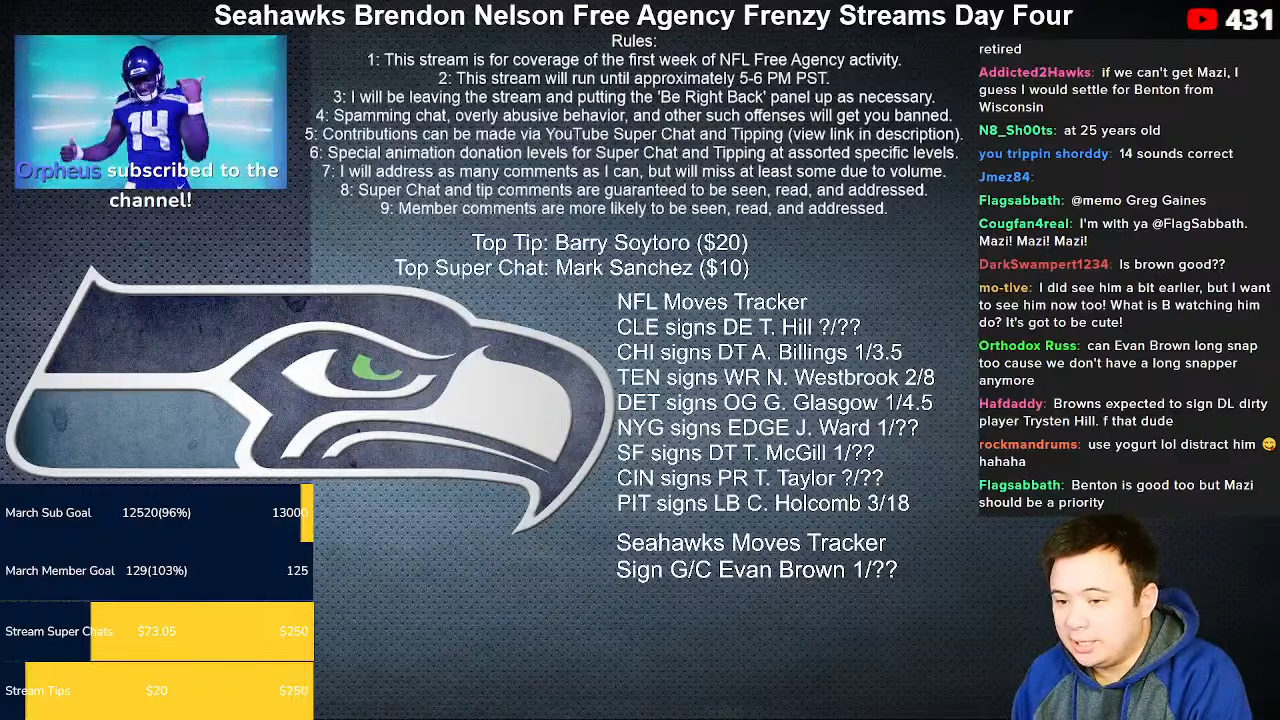 Seahawks Brendon Nelson Free Agency Frenzy Streams Day Four
431
Rules:
1: This stream is for coverage of the first week of NFL Free Agency activity.
2: This stream will run until approximately 5-6 PM PST.
3: I will be leaving the stream and putting the 'Be Right Back' panel up as necessary.
4: Spamming chat, overly abusive behavior, and other such offenses will get you banned.
5: Contributions can be made via YouTube Super Chat and Tipping (view link in description).
6: Special animation donation levels for Super Chat and Tipping at assorted specific levels.
7: I will address as many comments as I can, but will miss at least some due to volume.
8: Super Chat and tip comments are guaranteed to be seen, read, and addressed.
9: Member comments are more likely to be seen, read, and addressed.
14
Orpheus subscribed to the
channel!
Top Tip: Barry Soytoro ($20)
Top Super Chat: Mark Sanchez ($10)
NFL Moves Tracker
CLE signs DE T. Hill ?/??
CHI signs DT A. Billings 1/3.5
TEN signs WR N. Westbrook 2/8
DET signs OG G. Glasgow 1/4.5
NYG signs EDGE J. Ward 1/??
SF signs DT T. McGill 1/??
CIN signs PR T. Taylor ?/??
PIT signs LB C. Holcomb 3/18
Seahawks Moves Tracker
Sign G/C Evan Brown 1/??
March Sub Goal 12520(96%) 13000
March Member Goal 129(103%) 125
Stream Super Chats $73.05 $250
Stream Tips $20 $250
retired
Addicted2Hawks: if we can't get Mazi, I
guess I would settle for Benton from
Wisconsin
N8_Sh00ts: at 25 years old
you trippin shorddy: 14 sounds correct
Jmez84:
Flagsabbath: @memo Greg Gaines
Cougfan4real: I'm with ya @FlagSabbath.
Mazi! Mazi! Mazi!
DarkSwampert1234: Is brown good??
mo-tive: I did see him a bit earlier, but I want
to see him now too! What is B watching him
do? It's got to be cute!
Orthodox Russ: can Evan Brown long snap
too cause we don't have a long snapper
anymore
Hafdaddy: Browns expected to sign DL dirty
player Trysten Hill. f that dude
rockmandrums: use yogurt lol distract him 😋
hahaha
Flagsabbath: Benton is good too but Mazi
should be a priority